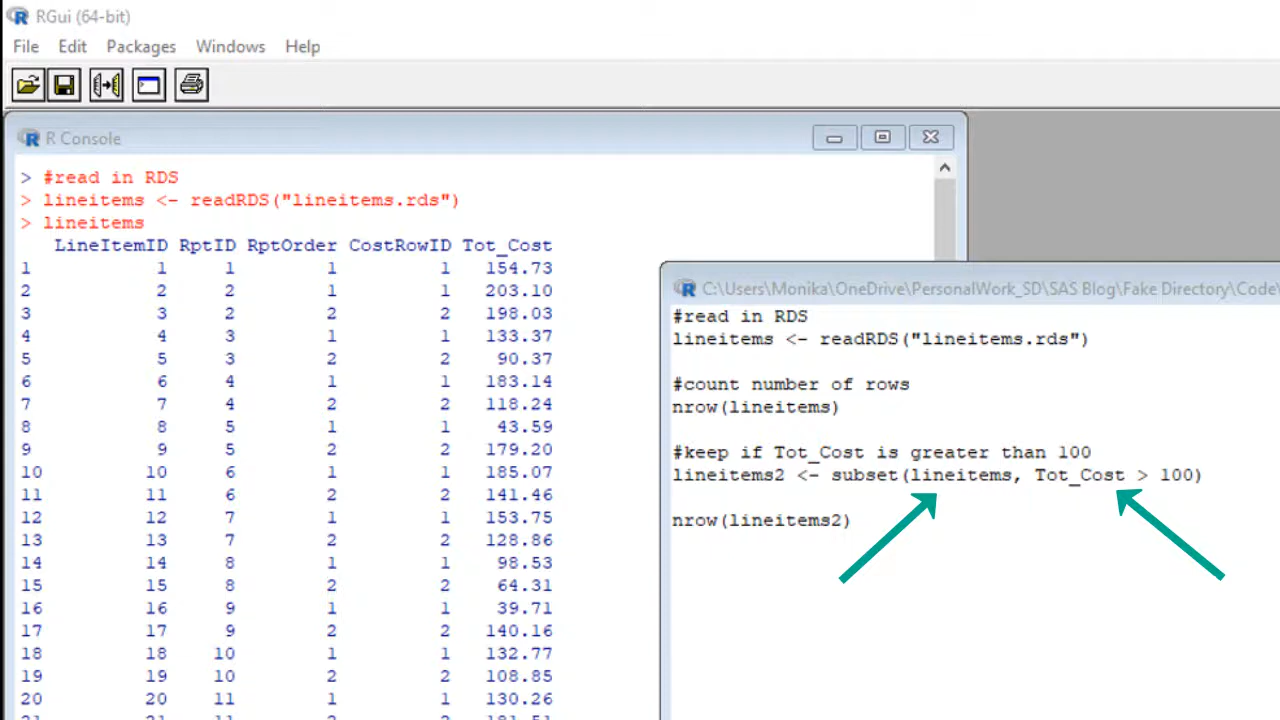 RGui (64-bit)
File Edit Packages Windows Help
R Console
> #read in RDS
> lineitems <- readRDS("lineitems.rds")
> lineitems
LineItemID RptID RptOrder CostRowID Tot_Cost
1 1 1 1 1 154.73
2 2 2 1 1 203.10
3 3 2 2 2 198.03
4 4 3 1 1 133.37
5 5 3 2 2 90.37
6 6 4 1 1 183.14
7 7 4 2 2 118.24
8 8 5 1 1 43.59
9 9 5 2 2 179.20
10 10 6 1 1 185.07
11 11 6 2 2 141.46
12 12 7 1 1 153.75
13 13 7 2 2 128.86
14 14 8 1 1 98.53
15 15 8 2 2 64.31
16 16 9 1 1 39.71
17 17 9 2 2 140.16
18 18 10 1 1 132.77
19 19 10 2 2 108.85
20 20 11 1 1 130.26
C:\Users\Monika\OneDrive\PersonalWork_SD\SAS Blog\Fake Directory\Code\
#read in RDS
lineitems <- readRDS("lineitems.rds")
#count number of rows
nrow(lineitems)
#keep if Tot_Cost is greater than 100
lineitems2 <- subset(lineitems, Tot_Cost > 100)
nrow(lineitems2)